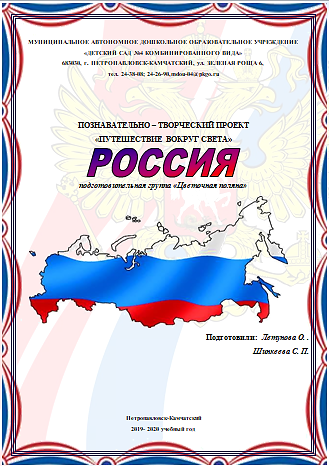 МУНИЦИПАЛЬНОЕ АВТОНОМНОЕ ДОШКОЛЬНОЕ ОБРАЗОВАТЕЛЬНОЕ УЧРЕЖДЕНИЕ
«ДЕТСКИЙ САД №4 КОМБИНИРОВАННОГО ВИДА»
683030, г. ПЕТРОПАВЛОВСК-КАМЧАТСКИЙ, ул. ЗЕЛЕНАЯ РОЩА 6,
тел. 24-38-08; 24-26-90,mdou-04@pkgo.ru
ПОЗНАВАТЕЛЬНО – ТВОРЧЕСКИЙ ПРОЕКТ
«ПУТЕШЕСТВИЕ ВОКРУГ СВЕТА»
РОССИЯ
подготовительная группа «Цветочная поляна»
Подготовили: Летунова О. .
Шинкеева С. П.
Петропавловск-Камчатский
2019- 2020 учебный год